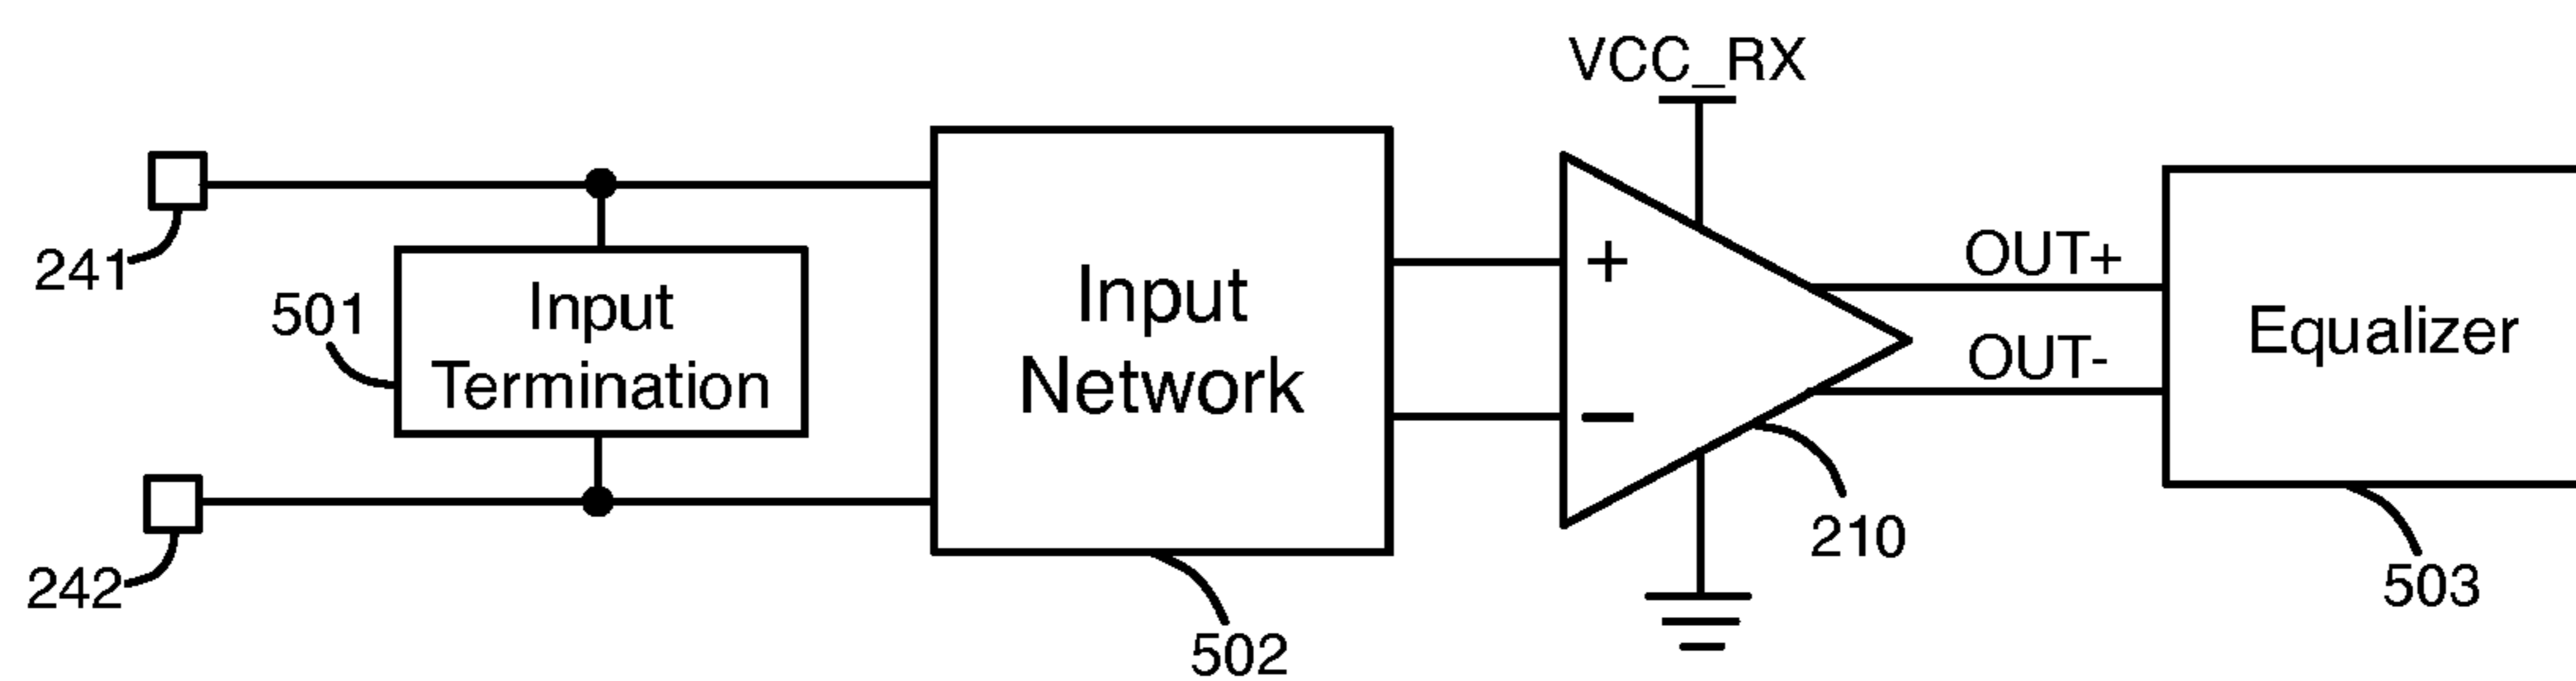 VCC_RX
241
501
Input
Termination
Input
Network
+
−
OUT+
OUT-
Equalizer
242
502
210
503